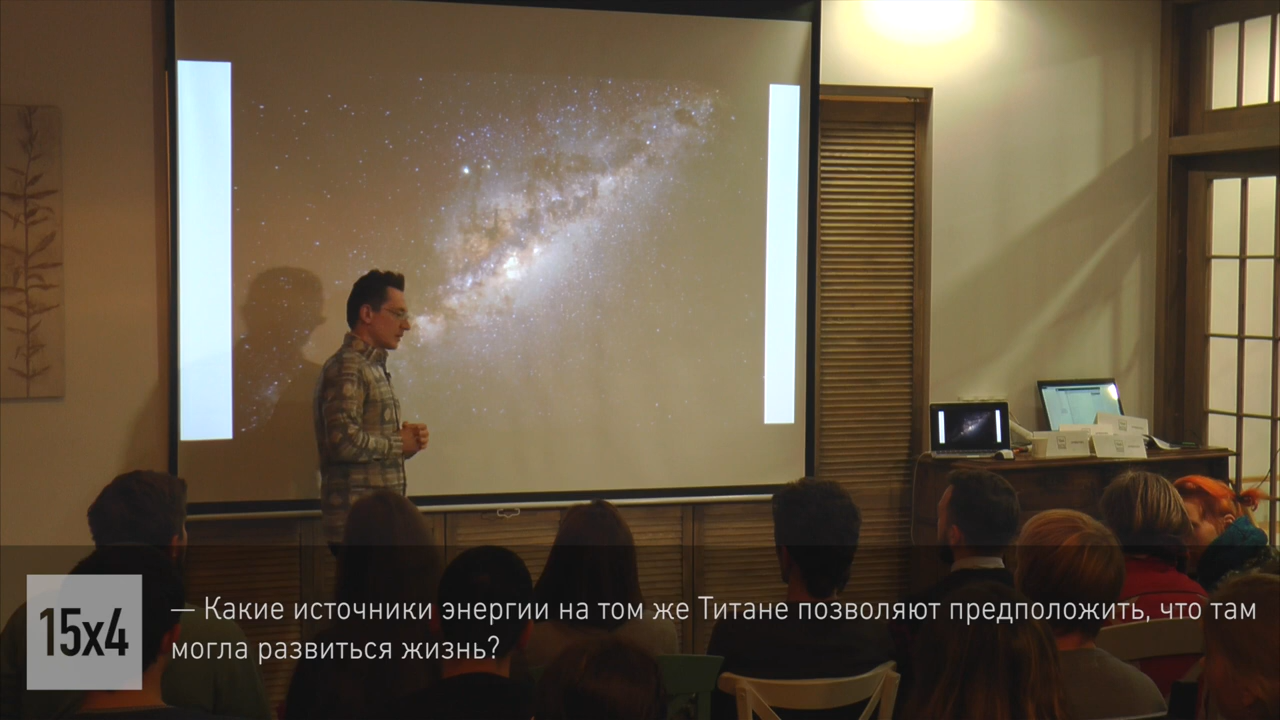 15x4
— Какие источники энергии на том же Титане позволяют предположить, что там
могла развиться жизнь?